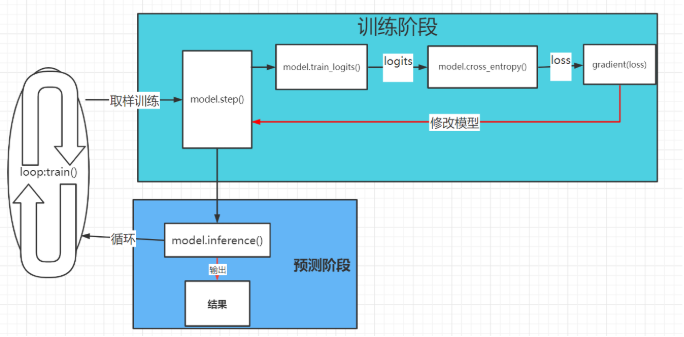 训练阶段
model.train_logits()
logits
model.cross_entropy()
loss
gradient(loss)
取样训练
model.step()
修改模型
loop:train()
循环
model.inference()
输出
预测阶段
结果